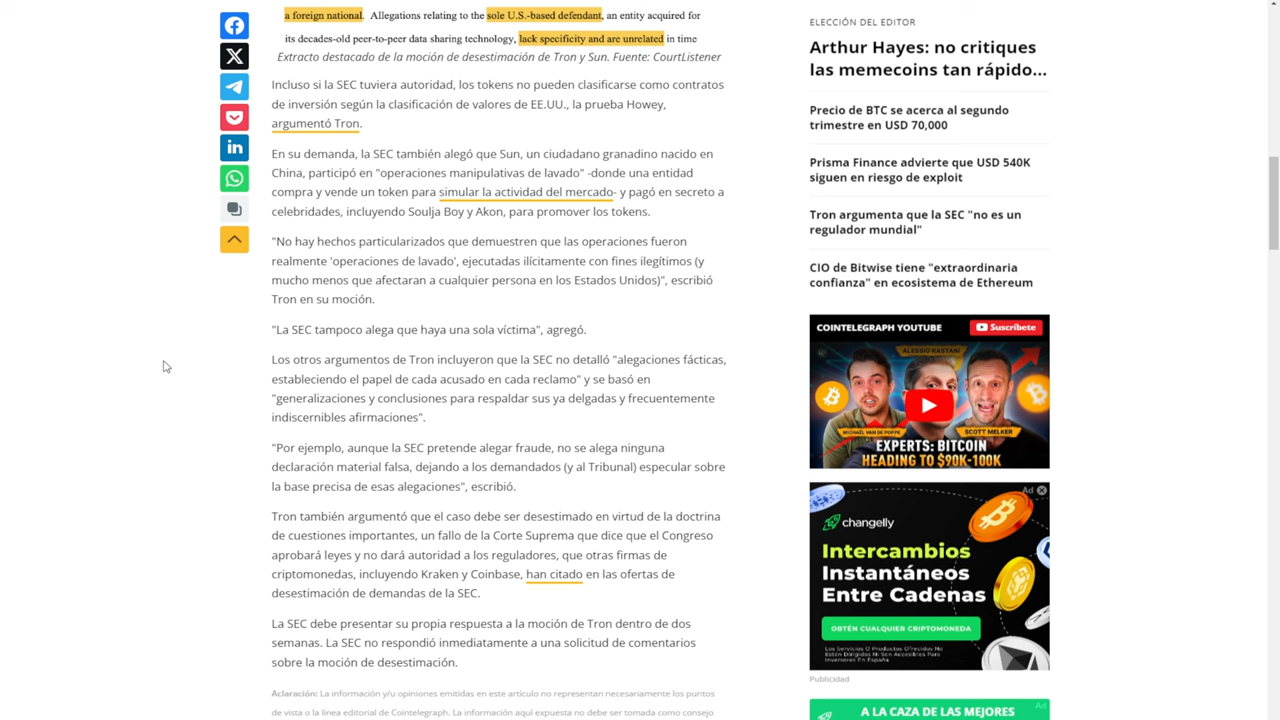 a foreign national. Allegations relating to the sole U.S.-based defendant, an entity acquired for
its decades-old peer-to-peer data sharing technology, lack specificity and are unrelated in time
Extracto destacado de la moción de desestimación de Tron y Sun. Fuente: CourtListener
Incluso si la SEC tuviera autoridad, los tokens no pueden clasificarse como contratos
de inversión según la clasificación de valores de EE.UU., la prueba Howey,
argumentó Tron.
En su demanda, la SEC también alegó que Sun, un ciudadano granadino nacido en
China, participó en "operaciones manipulativas de lavado" -donde una entidad
compra y vende un token para simular la actividad del mercado- y pagó en secreto a
celebridades, incluyendo Soulja Boy y Akon, para promover los tokens.
"No hay hechos particularizados que demuestren que las operaciones fueron
realmente 'operaciones de lavado', ejecutadas ilícitamente con fines ilegítimos (y
mucho menos que afectaran a cualquier persona en los Estados Unidos)", escribió
Tron en su moción.
"La SEC tampoco alega que haya una sola víctima", agregó.
Los otros argumentos de Tron incluyeron que la SEC no detalló "alegaciones fácticas,
estableciendo el papel de cada acusado en cada reclamo" y se basó en
"generalizaciones y conclusiones para respaldar sus ya delgadas y frecuentemente
indiscernibles afirmaciones".
"Por ejemplo, aunque la SEC pretende alegar fraude, no se alega ninguna
declaración material falsa, dejando a los demandados (y al Tribunal) especular sobre
la base precisa de esas alegaciones", escribió.
Tron también argumentó que el caso debe ser desestimado en virtud de la doctrina
de cuestiones importantes, un fallo de la Corte Suprema que dice que el Congreso
aprobará leyes y no dará autoridad a los reguladores, que otras firmas de
criptomonedas, incluyendo Kraken y Coinbase, han citado en las ofertas de
desestimación de demandas de la SEC.
La SEC debe presentar su propia respuesta a la moción de Tron dentro de dos
semanas. La SEC no respondió inmediatamente a una solicitud de comentarios
sobre la moción de desestimación.
Aclaración: La información y/u opiniones emitidas en este artículo no representan necesariamente los puntos
de vista o la línea editorial de Cointelegraph. La información aquí expuesta no debe ser tomada como consejo
ELECCIÓN DEL EDITOR
Arthur Hayes: no critiques
las memecoins tan rápido...
Precio de BTC se acerca al segundo
trimestre en USD 70,000
Prisma Finance advierte que USD 540K
siguen en riesgo de exploit
Tron argumenta que la SEC "no es un
regulador mundial"
CIO de Bitwise tiene "extraordinaria
confianza" en ecosistema de Ethereum
COINTELEGRAPH YOUTUBE
Suscríbete
ALESSIO RASTANI
MICHAËL VAN DE POPPE
SCOTT MELKER
EXPERTS: BITCOIN
HEADING TO $90K-100K
Ad
changelly
Intercambios
Instantáneos
Entre Cadenas
OBTÉN CUALQUIER CRIPTOMONEDA
Los Servicios O Productos Ofrecidos No
Están Dirigidos Ni Son Accesibles Para
Inversores En España
Publicidad
Ad
A LA CAZA DE LAS MEJORES